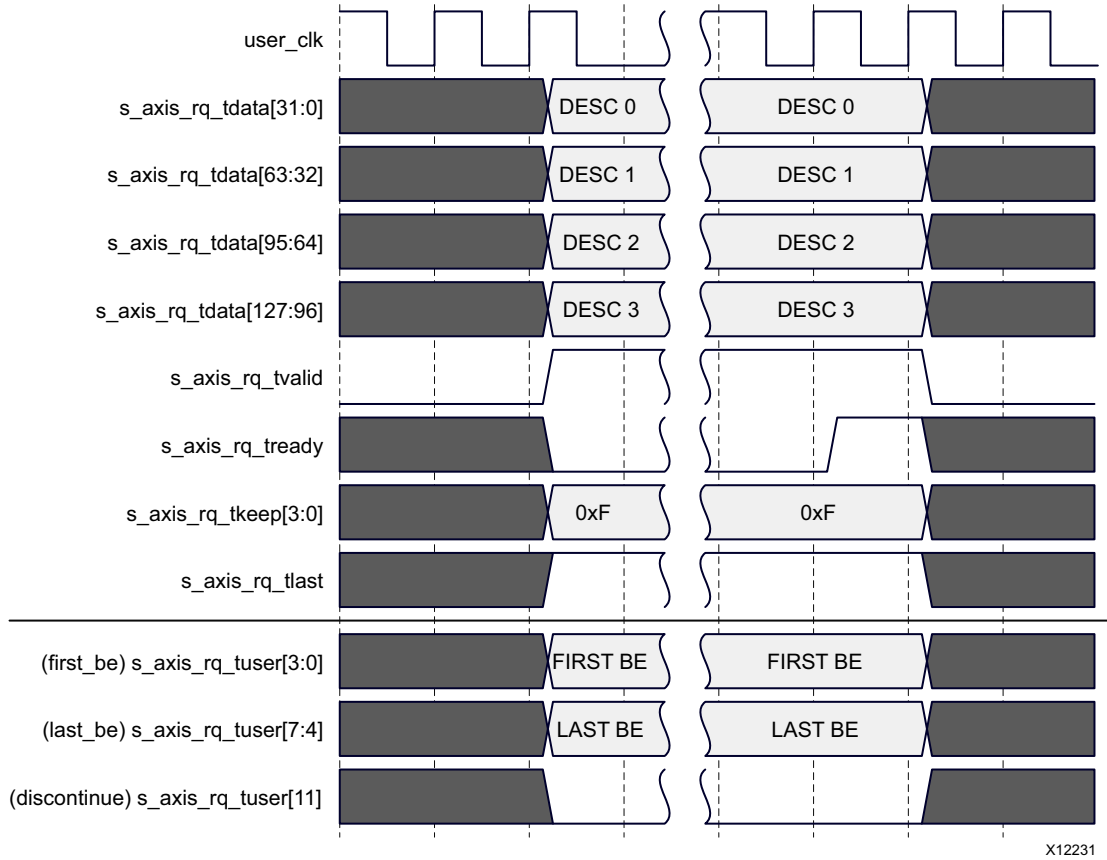 user_clk
s_axis_rq_tdata[31:0] DESC 0 DESC 0
s_axis_rq_tdata[63:32] DESC 1 DESC 1
s_axis_rq_tdata[95:64] DESC 2 DESC 2
s_axis_rq_tdata[127:96] DESC 3 DESC 3
s_axis_rq_tvalid
s_axis_rq_tready
s_axis_rq_tkeep[3:0] 0xF 0xF
s_axis_rq_tlast
(first_be) s_axis_rq_tuser[3:0] FIRST BE FIRST BE
(last_be) s_axis_rq_tuser[7:4] LAST BE LAST BE
(discontinue) s_axis_rq_tuser[11]
X12231